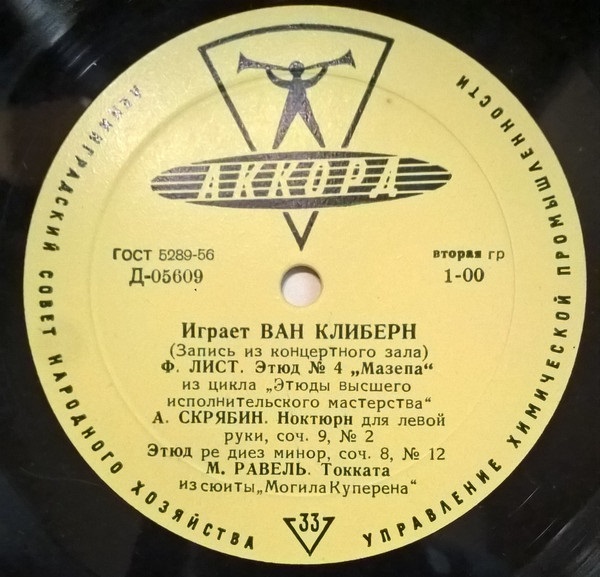 ЛЕНИНГРАДСКИЙ СОВЕТ НАРОДНОГО ХОЗЯЙСТВА
УПРАВЛЕНИЕ ХИМИЧЕСКОЙ ПРОМЫШЛЕННОСТИ
АККОРД
ГОСТ 5289-56 вторая гр
Д-05609 1-00
Играет ВАН КЛИБЕРН
(Запись из концертного зала)
Ф. ЛИСТ. Этюд № 4 „Мазепа“
из цикла „Этюды высшего
исполнительского мастерства“
А. СКРЯБИН. Ноктюрн для левой
руки, соч. 9, № 2
Этюд ре диез минор, соч. 8, № 12
М. РАВЕЛЬ. Токката
из сюиты „Могила Куперена“
33